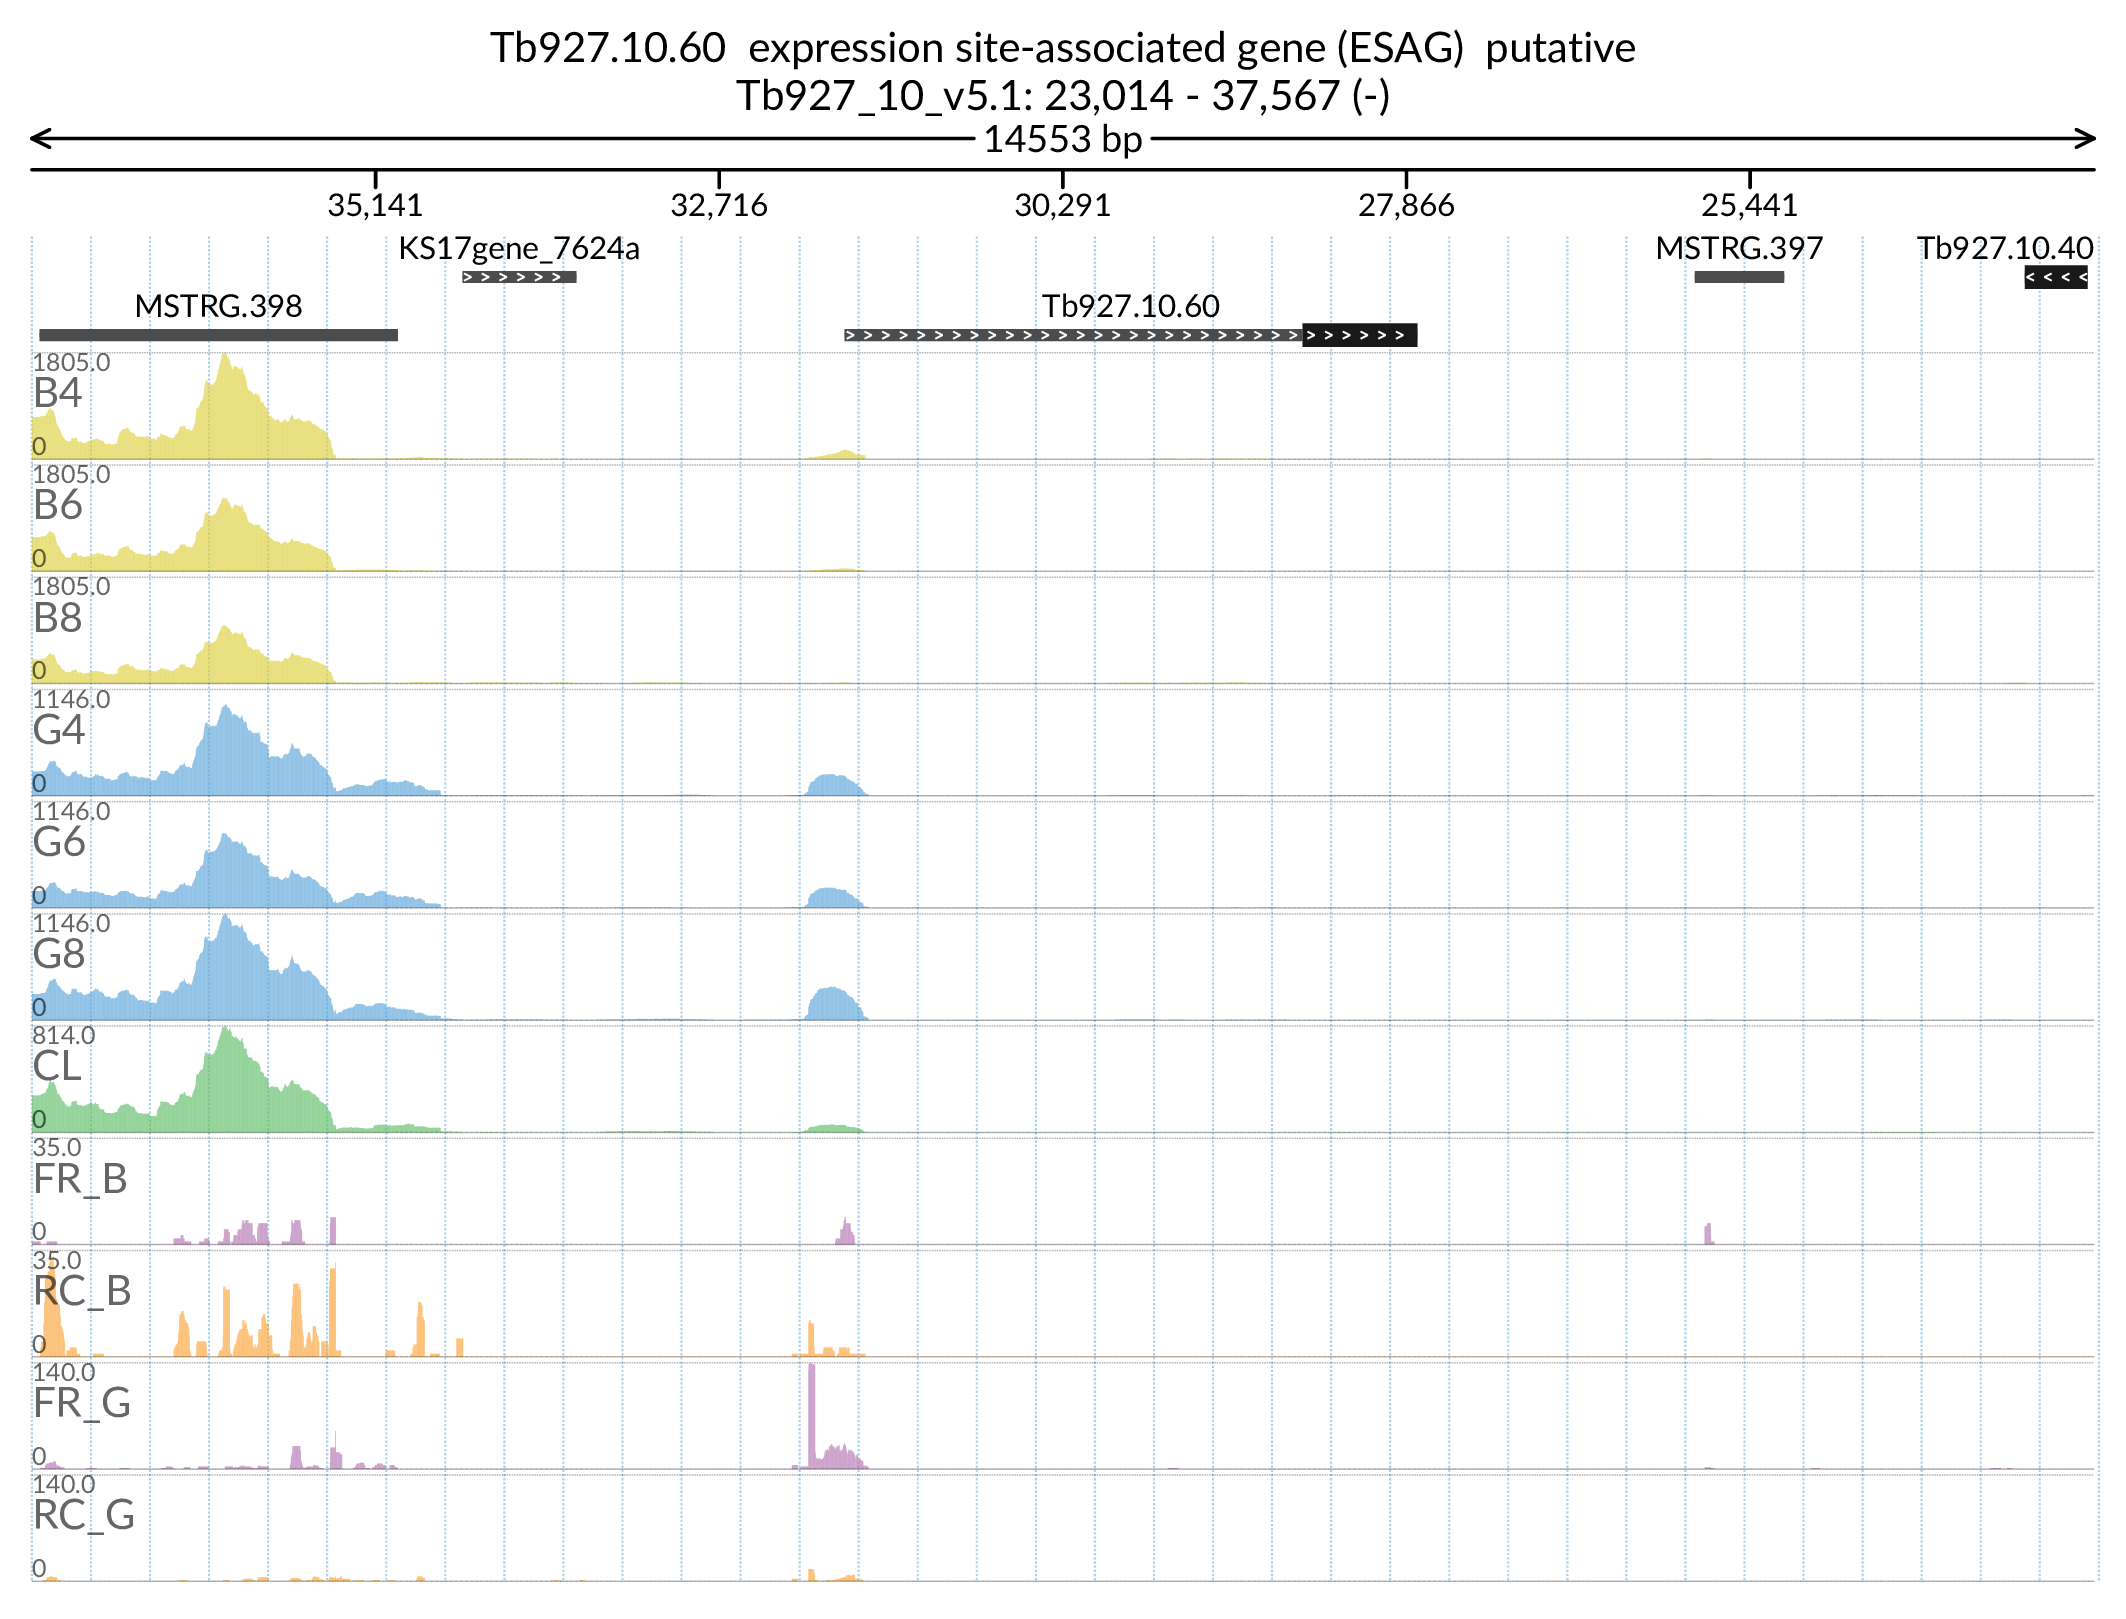 Tb927.10.60  expression site-associated gene (ESAG)  putative
Tb927_10_v5.1: 23,014 - 37,567 (-)
14553 bp
35,141 32,716 30,291 27,866 25,441
KS17gene_7624a MSTRG.397 Tb927.10.40
MSTRG.398 Tb927.10.60
1805.0
B4
0
1805.0
B6
0
1805.0
B8
0
1146.0
G4
0
1146.0
G6
0
1146.0
G8
0
814.0
CL
0
35.0
FR_B
0
35.0
RC_B
0
140.0
FR_G
0
140.0
RC_G
0